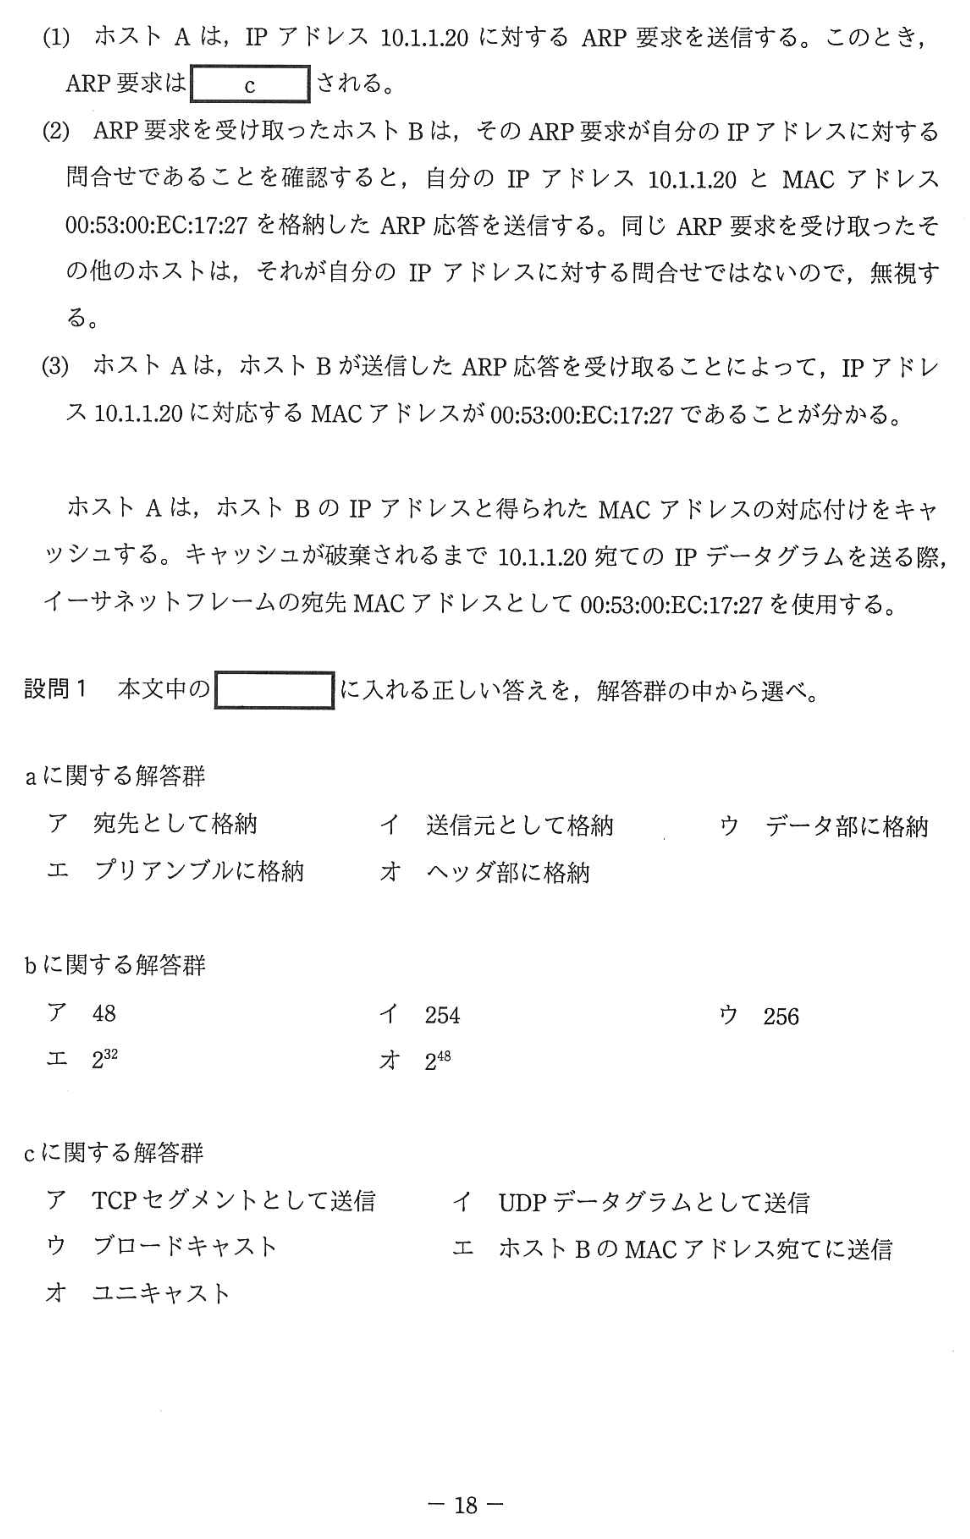 (1) ホスト A は，IP アドレス 10.1.1.20 に対する ARP 要求を送信する。このとき，
ARP 要求は c される。
(2) ARP 要求を受け取ったホスト B は，その ARP 要求が自分の IP アドレスに対する
問合せであることを確認すると，自分の IP アドレス 10.1.1.20 と MAC アドレス
00:53:00:EC:17:27 を格納した ARP 応答を送信する。同じ ARP 要求を受け取ったそ
の他のホストは，それが自分の IP アドレスに対する問合せではないので，無視す
る。
(3) ホスト A は，ホスト B が送信した ARP 応答を受け取ることによって，IP アドレ
ス 10.1.1.20 に対応する MAC アドレスが 00:53:00:EC:17:27 であることが分かる。
ホスト A は，ホスト B の IP アドレスと得られた MAC アドレスの対応付けをキャ
ッシュする。キャッシュが破棄されるまで 10.1.1.20 宛ての IP データグラムを送る際，
イーサネットフレームの宛先 MAC アドレスとして 00:53:00:EC:17:27 を使用する。
設問 1 本文中の に入れる正しい答えを，解答群の中から選べ。
a に関する解答群
ア 宛先として格納 イ 送信元として格納 ウ データ部に格納
エ プリアンブルに格納 オ ヘッダ部に格納
b に関する解答群
ア 48 イ 254 ウ 256
エ 2³² オ 2⁴⁸
c に関する解答群
ア TCP セグメントとして送信 イ UDP データグラムとして送信
ウ ブロードキャスト エ ホスト B の MAC アドレス宛てに送信
オ ユニキャスト
－ 18 －